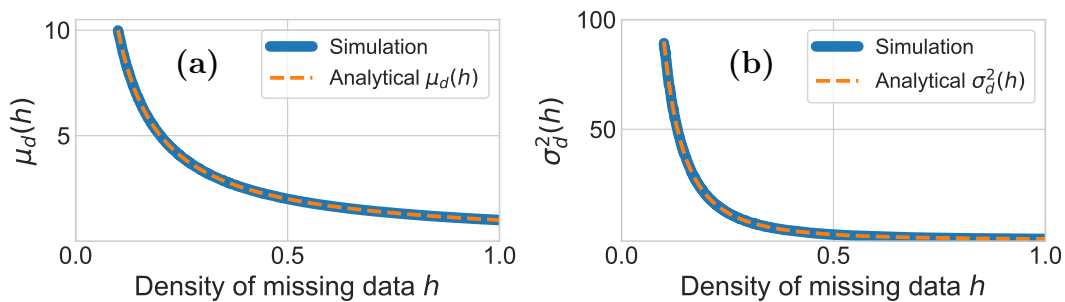 10
5
μ_d(h)
(a)
Simulation
Analytical μ_d(h)
0.0 0.5 1.0
Density of missing data h
100
50
σ_d^2(h)
(b)
Simulation
Analytical σ_d^2(h)
0.0 0.5 1.0
Density of missing data h